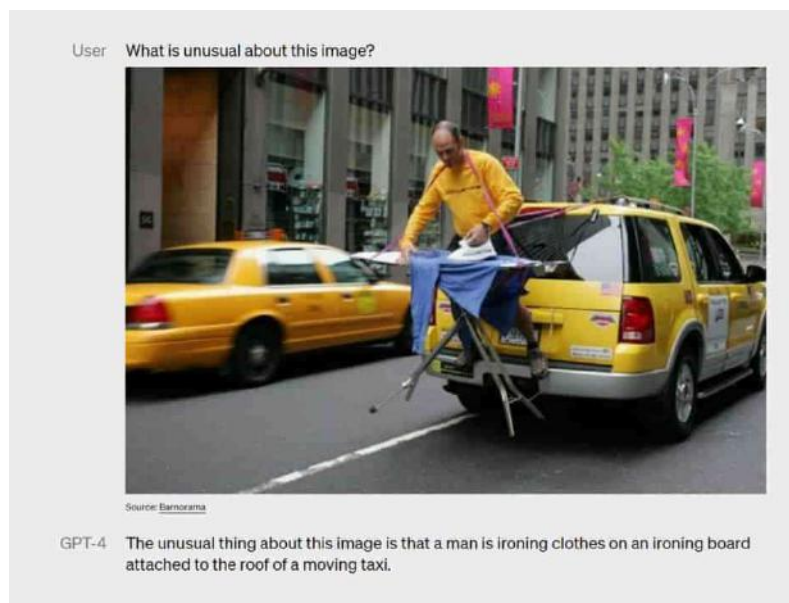 User What is unusual about this image?
Source: Barnorama
GPT-4 The unusual thing about this image is that a man is ironing clothes on an ironing board
attached to the roof of a moving taxi.